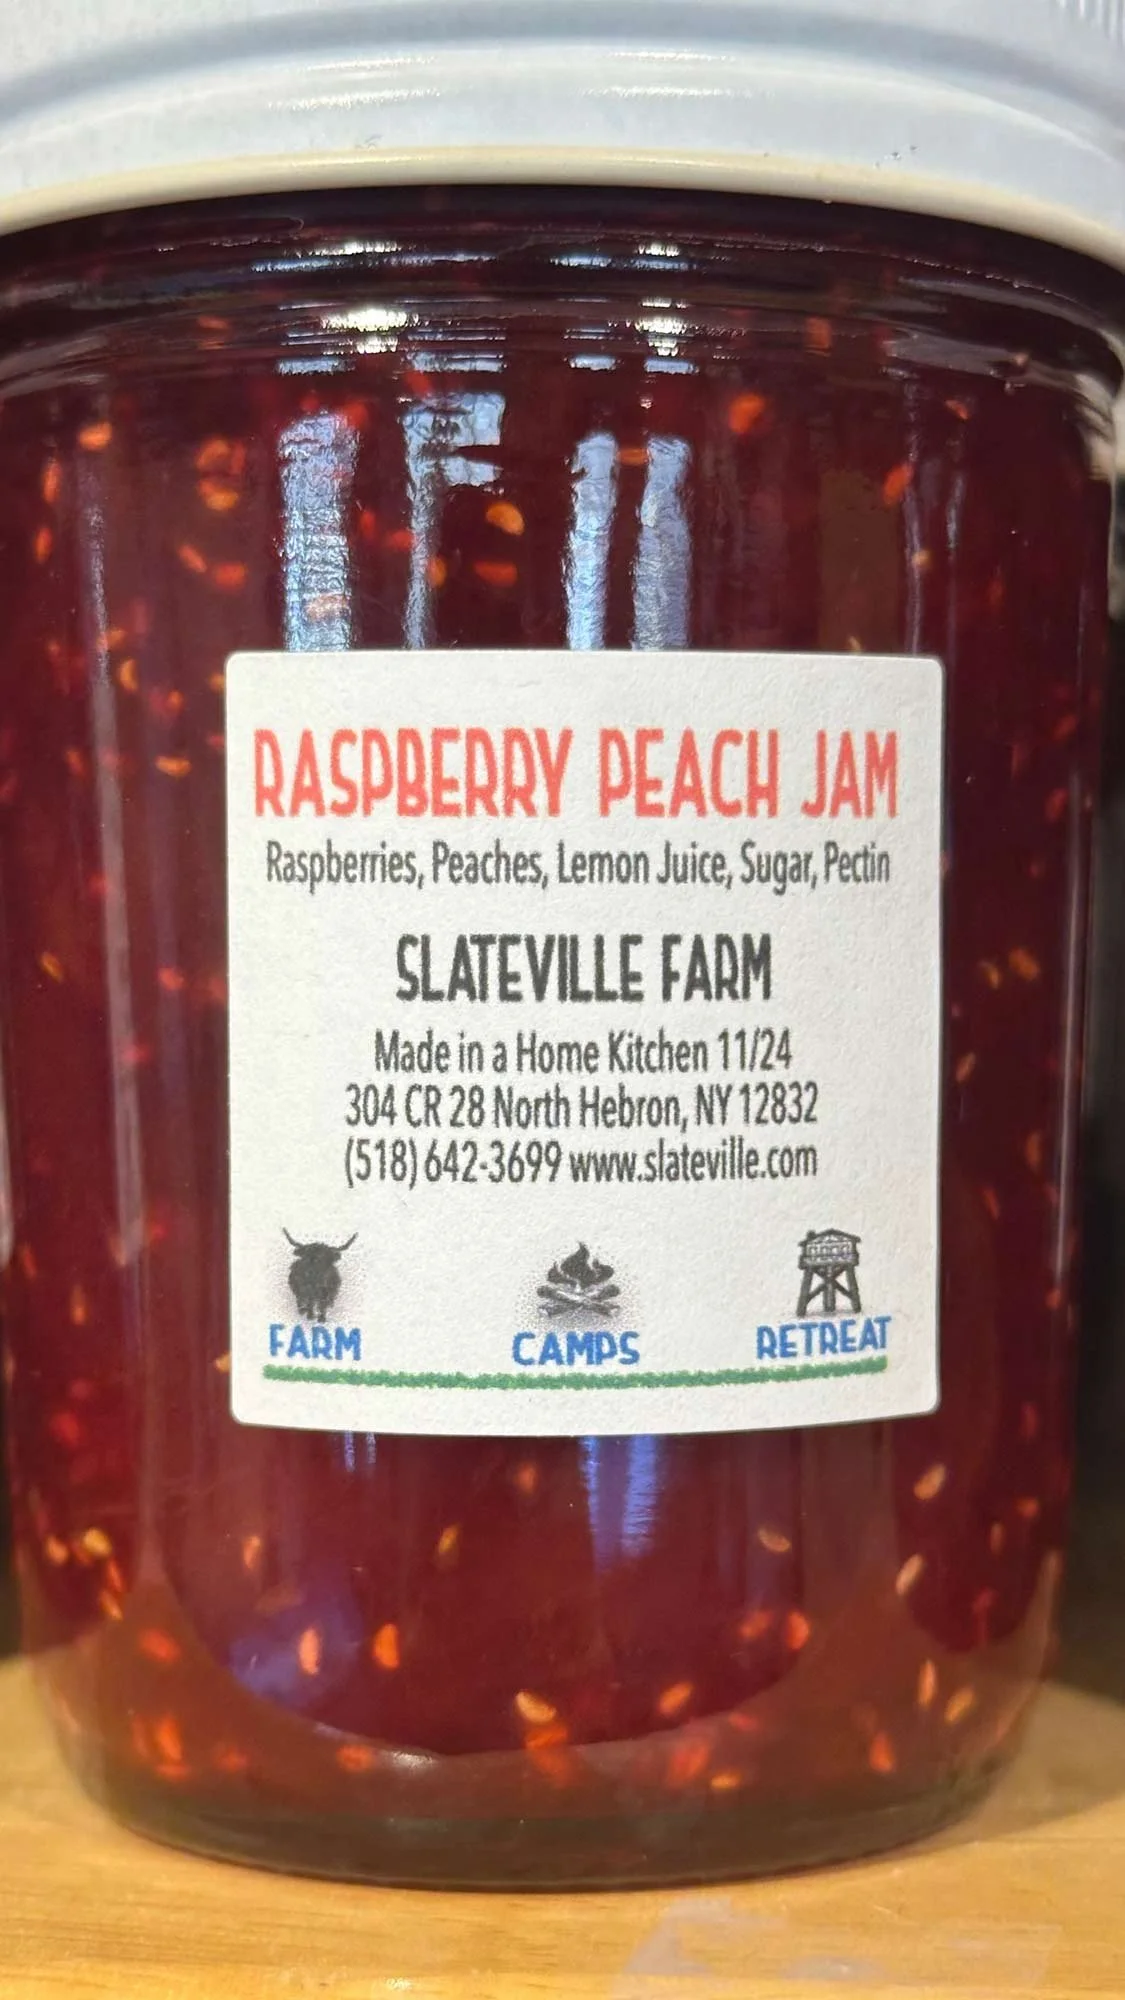 RASPBERRY PEACH JAM
Raspberries, Peaches, Lemon Juice, Sugar, Pectin
SLATEVILLE FARM
Made in a Home Kitchen 11/24
304 CR 28 North Hebron, NY 12832
(518) 642-3699 www.slateville.com
FARM CAMPS RETREAT